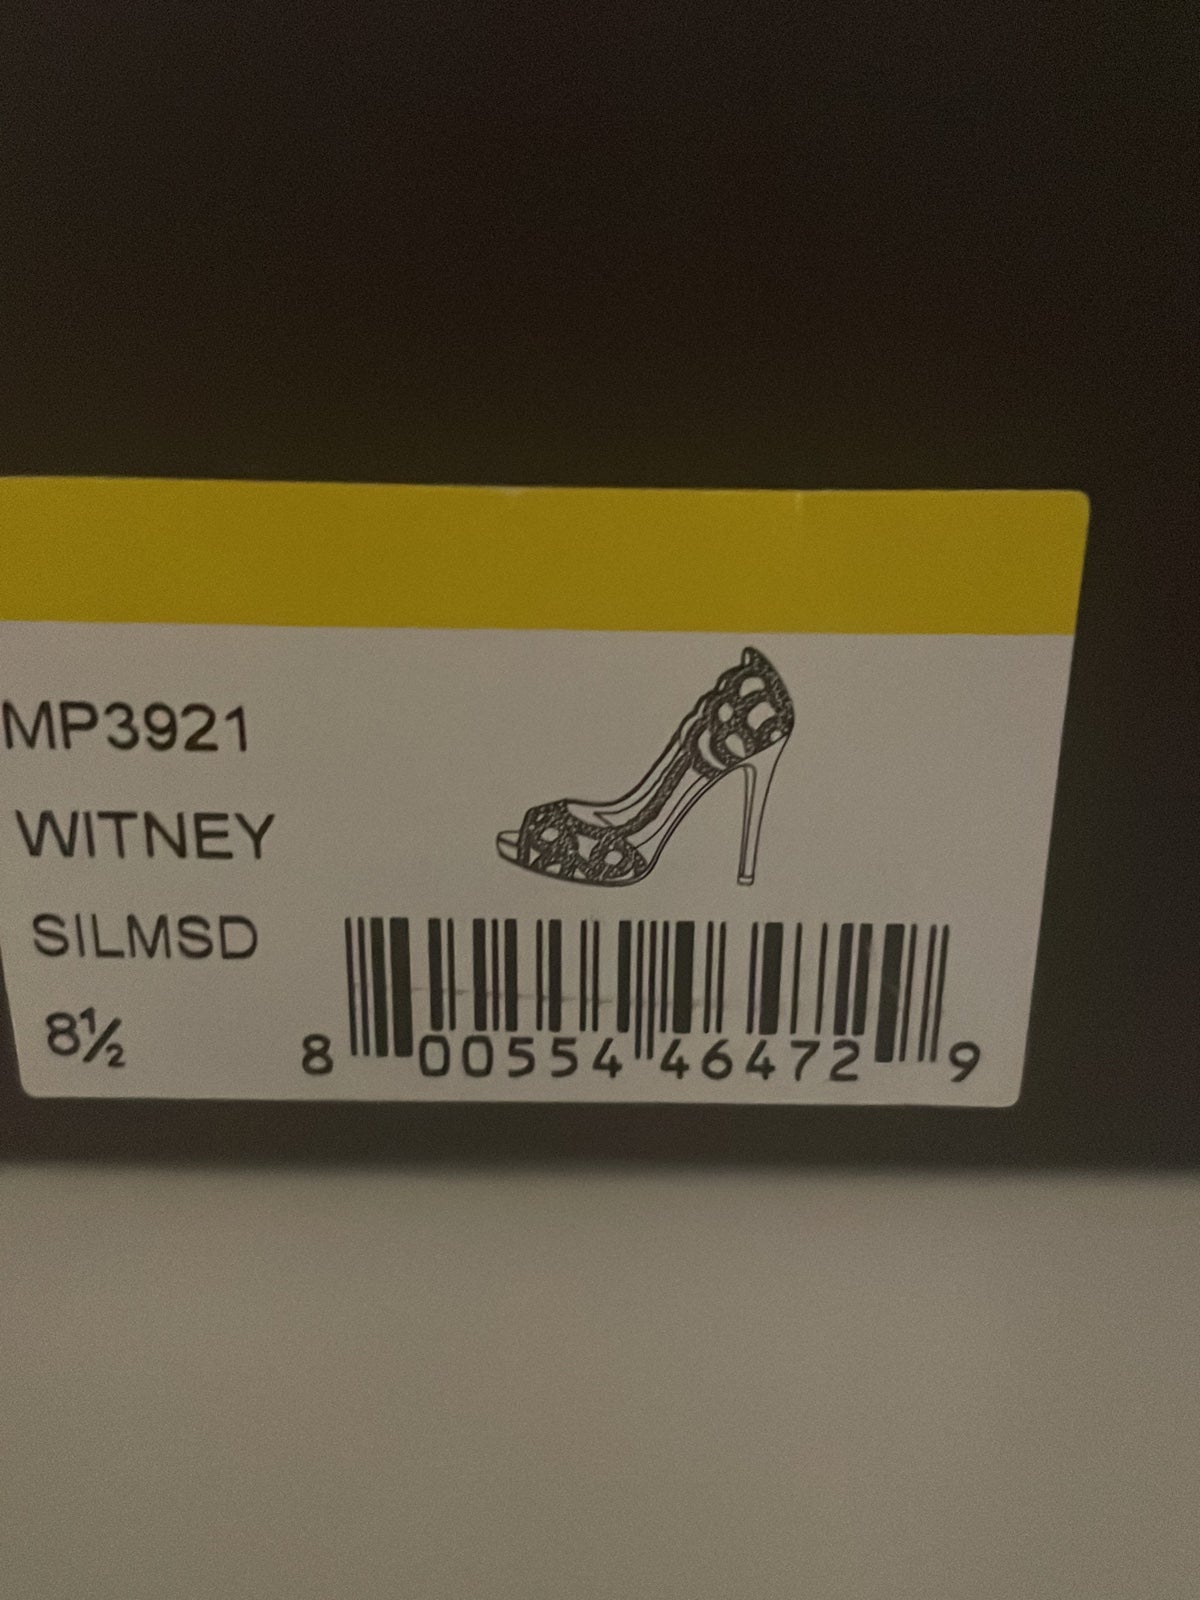 MP3921
WITNEY
SILMSD
8½
8 00554 46472 9